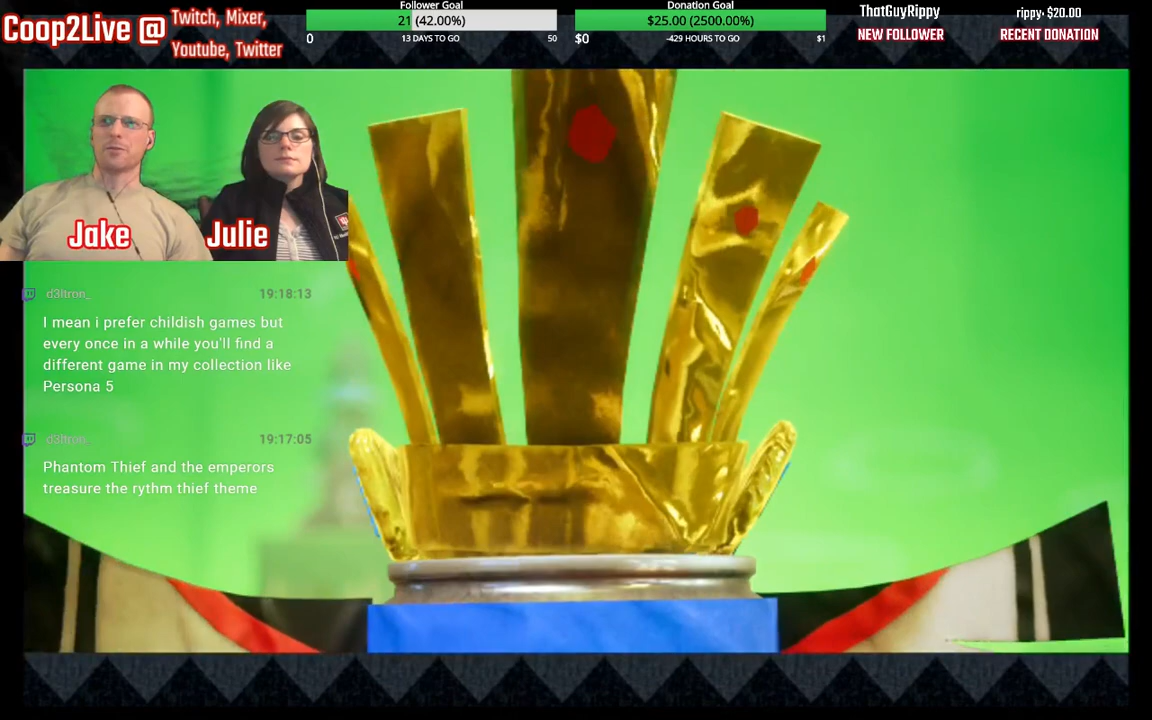 Coop2Live @
Twitch, Mixer,
Youtube, Twitter
Follower Goal
21 (42.00%)
0
13 DAYS TO GO
50
Donation Goal
$25.00 (2500.00%)
$0
-429 HOURS TO GO
$1
ThatGuyRippy
NEW FOLLOWER
rippy· $20.00
RECENT DONATION
Jake
Julie
d3ltron_
19:18:13
I mean i prefer childish games but
every once in a while you'll find a
different game in my collection like
Persona 5
d3ltron_
19:17:05
Phantom Thief and the emperors
treasure the rythm thief theme